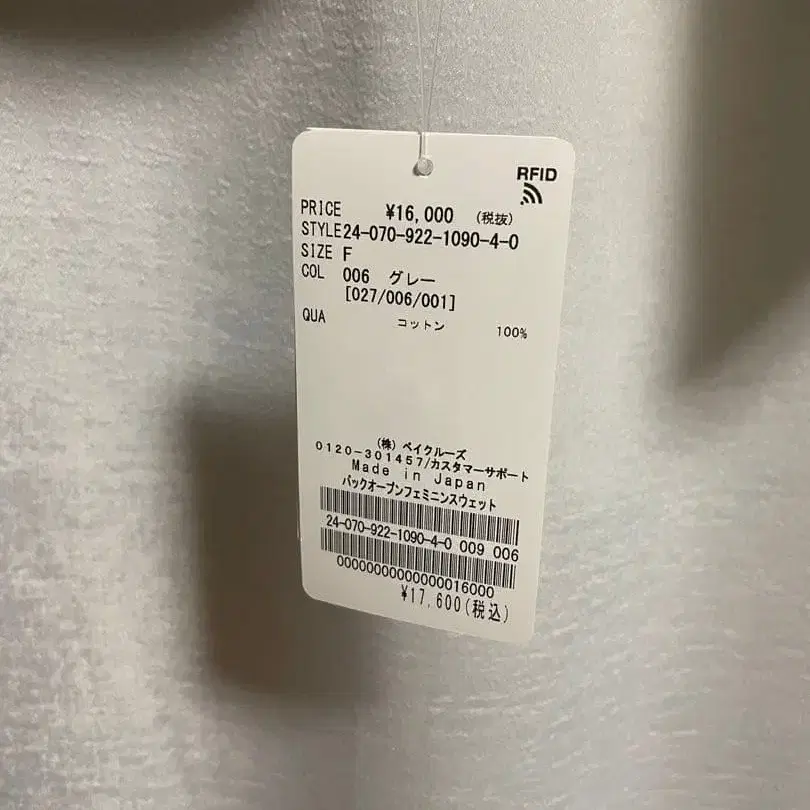 RFID
PRICE ¥16,000 (税抜)
STYLE 24-070-922-1090-4-0
SIZE F
COL 006 グレー
[027/006/001]
QUA コットン 100%
(株) ベイクルーズ
0120-301457/カスタマーサポート
Made in Japan
バックオープンフェミニンスウェット
24-070-922-1090-4-0 009 006
00000000000000016000
¥17,600(税込)